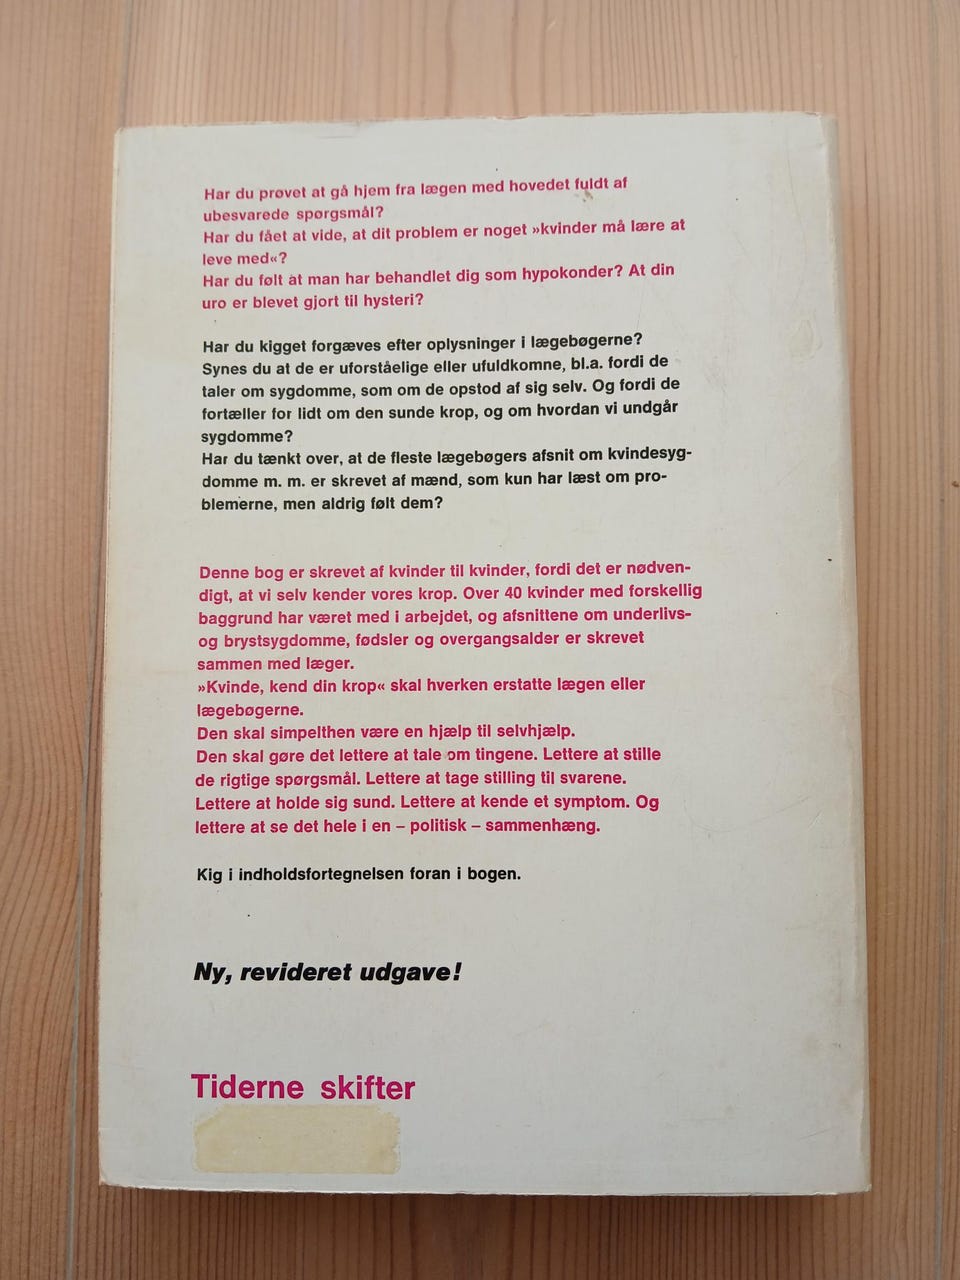 Har du prøvet at gå hjem fra lægen med hovedet fuldt af
ubesvarede spørgsmål?
Har du fået at vide, at dit problem er noget »kvinder må lære at
leve med«?
Har du følt at man har behandlet dig som hypokonder? At din
uro er blevet gjort til hysteri?
Har du kigget forgæves efter oplysninger i lægebøgerne?
Synes du at de er uforståelige eller ufuldkomne, bl.a. fordi de
taler om sygdomme, som om de opstod af sig selv. Og fordi de
fortæller for lidt om den sunde krop, og om hvordan vi undgår
sygdomme?
Har du tænkt over, at de fleste lægebøgers afsnit om kvindesyg-
domme m. m. er skrevet af mænd, som kun har læst om pro-
blemerne, men aldrig følt dem?
Denne bog er skrevet af kvinder til kvinder, fordi det er nødven-
digt, at vi selv kender vores krop. Over 40 kvinder med forskellig
baggrund har været med i arbejdet, og afsnittene om underlivs-
og brystsygdomme, fødsler og overgangsalder er skrevet
sammen med læger.
»Kvinde, kend din krop« skal hverken erstatte lægen eller
lægebøgerne.
Den skal simpelthen være en hjælp til selvhjælp.
Den skal gøre det lettere at tale om tingene. Lettere at stille
de rigtige spørgsmål. Lettere at tage stilling til svarene.
Lettere at holde sig sund. Lettere at kende et symptom. Og
lettere at se det hele i en – politisk – sammenhæng.
Kig i indholdsfortegnelsen foran i bogen.
Ny, revideret udgave!
Tiderne skifter